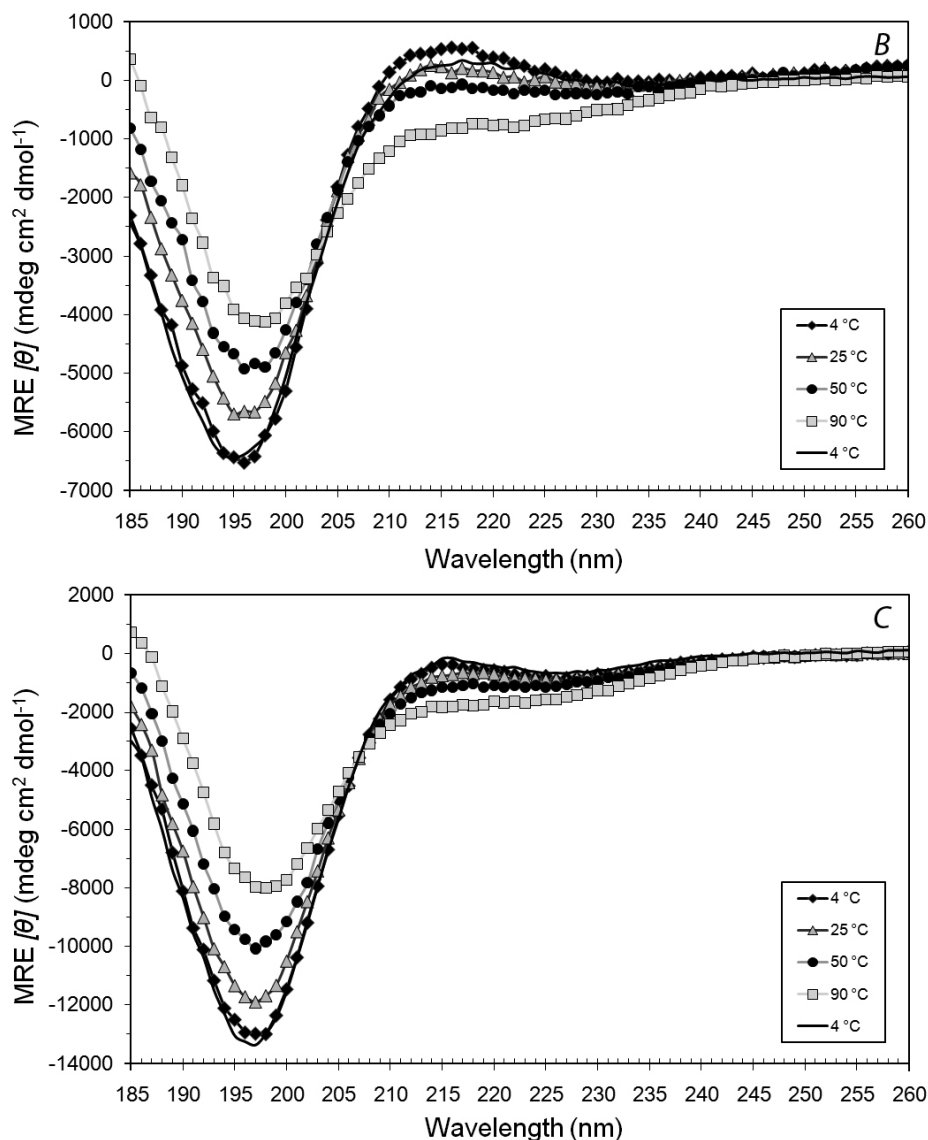 B
1000
0
-1000
-2000
-3000
-4000
-5000
-6000
-7000
MRE [θ] (mdeg cm² dmol⁻¹)
4 °C
25 °C
50 °C
90 °C
4 °C
185 190 195 200 205 210 215 220 225 230 235 240 245 250 255 260
Wavelength (nm)
C
2000
0
-2000
-4000
-6000
-8000
-10000
-12000
-14000
MRE [θ] (mdeg cm² dmol⁻¹)
4 °C
25 °C
50 °C
90 °C
4 °C
185 190 195 200 205 210 215 220 225 230 235 240 245 250 255 260
Wavelength (nm)